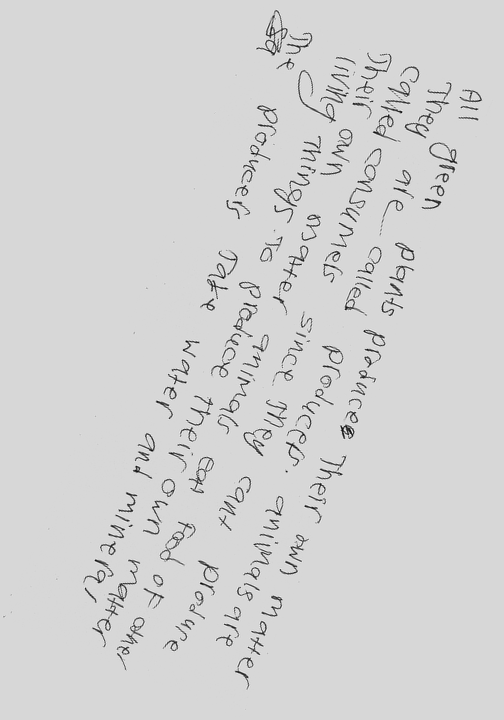 All green plants produce Their own matter
They are called producers. animals are
called consumers since they cant produce
Their own matter animals eat food of other
living things To produce their own matter
The producers Take water and mineral,